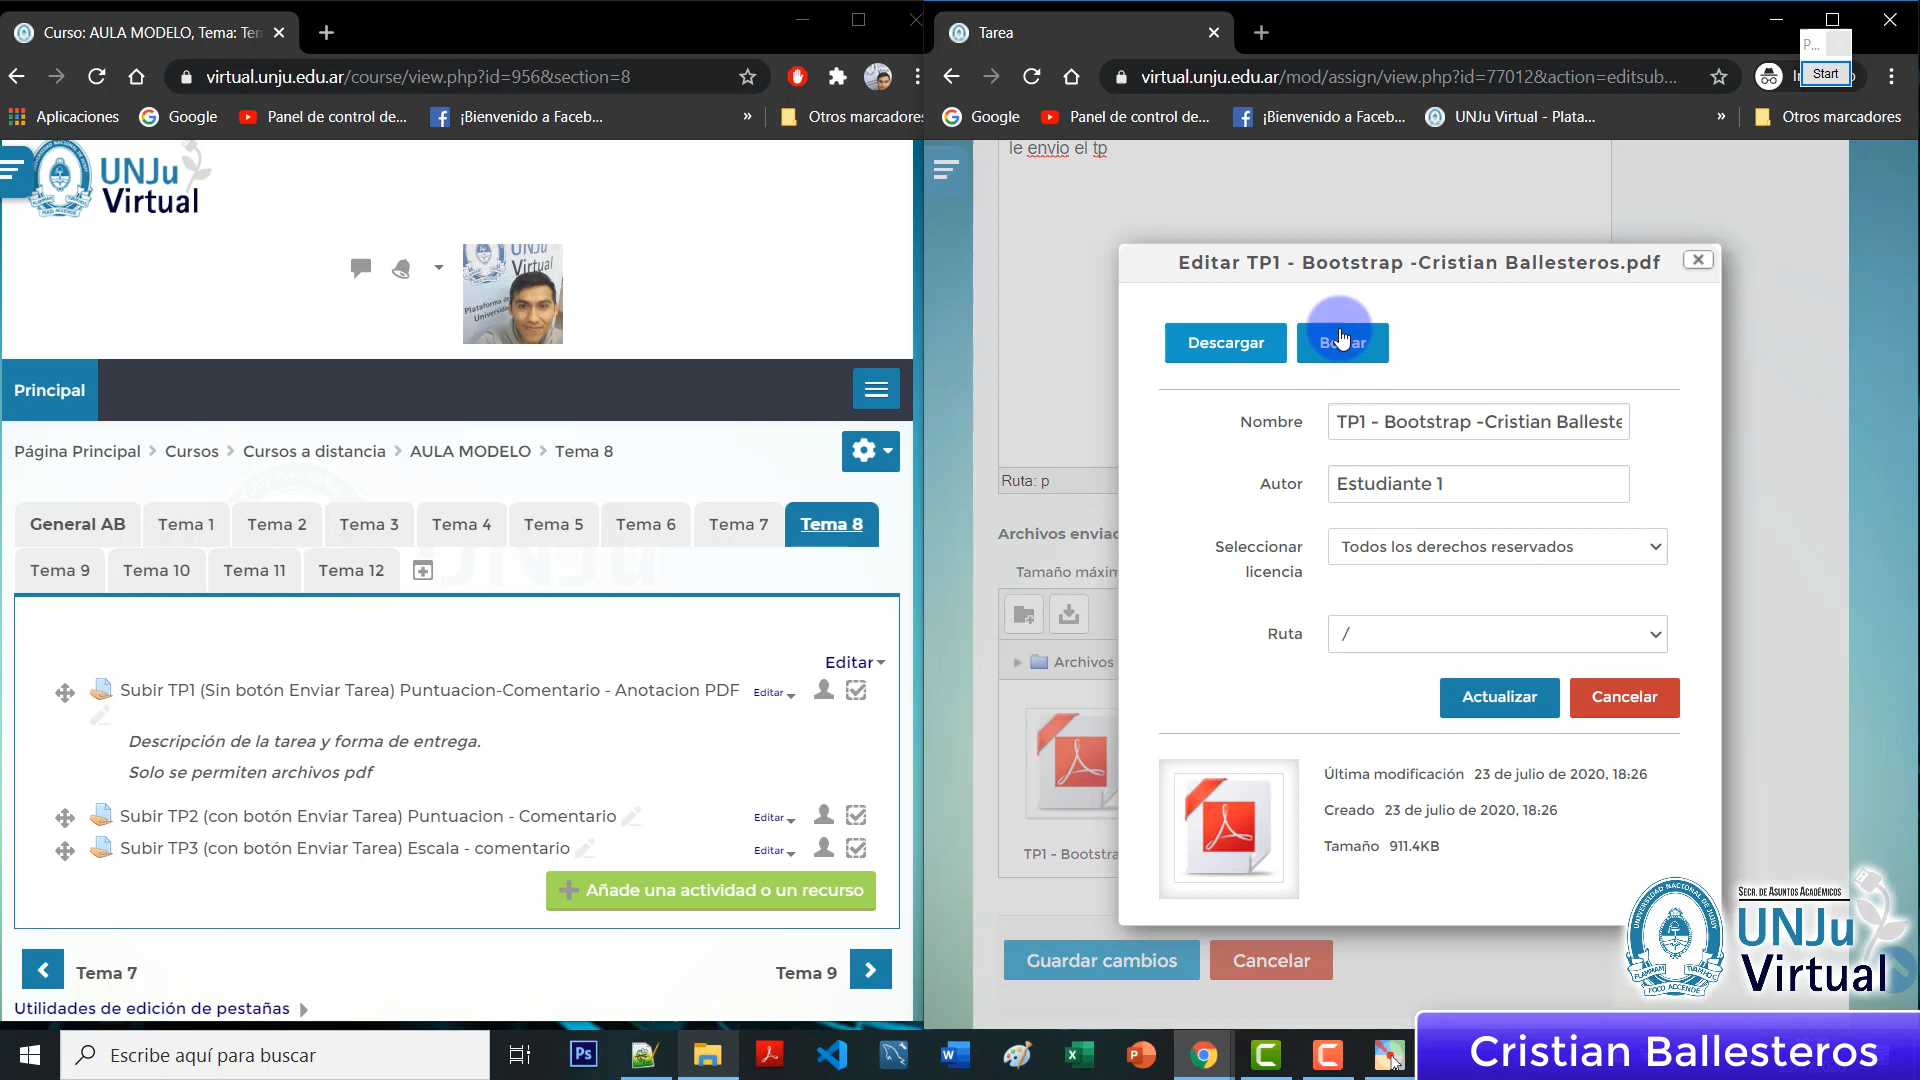 Curso: AULA MODELO, Tema: Tem
Tarea
P...
Start
virtual.unju.edu.ar/course/view.php?id=956&section=8
virtual.unju.edu.ar/mod/assign/view.php?id=77012&action=editsub...
Aplicaciones
Google
Panel de control de...
¡Bienvenido a Faceb...
»
Otros marcadores
Google
Panel de control de...
¡Bienvenido a Faceb...
UNJu Virtual - Plata...
»
Otros marcadores
UNJu
Virtual
Principal
Página Principal
Cursos
Cursos a distancia
AULA MODELO
Tema 8
General AB
Tema 1
Tema 2
Tema 3
Tema 4
Tema 5
Tema 6
Tema 7
Tema 8
Tema 9
Tema 10
Tema 11
Tema 12
Editar
Subir TP1 (Sin botón Enviar Tarea) Puntuacion-Comentario - Anotacion PDF
Editar
Descripción de la tarea y forma de entrega.
Solo se permiten archivos pdf
Subir TP2 (con botón Enviar Tarea) Puntuacion - Comentario
Editar
Subir TP3 (con botón Enviar Tarea) Escala - comentario
Editar
Añade una actividad o un recurso
Tema 7
Tema 9
Utilidades de edición de pestañas
le envio el tp
Ruta: p
Archivos enviad
Tamaño máxim
Archivos
TP1 - Bootstra
Guardar cambios
Cancelar
Editar TP1 - Bootstrap -Cristian Ballesteros.pdf
Descargar
Borrar
Nombre
TP1 - Bootstrap -Cristian Balleste
Autor
Estudiante 1
Seleccionar
licencia
Todos los derechos reservados
Ruta
/
Actualizar
Cancelar
Última modificación 23 de julio de 2020, 18:26
Creado 23 de julio de 2020, 18:26
Tamaño 911.4KB
SECR. DE ASUNTOS ACADÉMICOS
UNJu
Virtual
Escribe aquí para buscar
Cristian Ballesteros